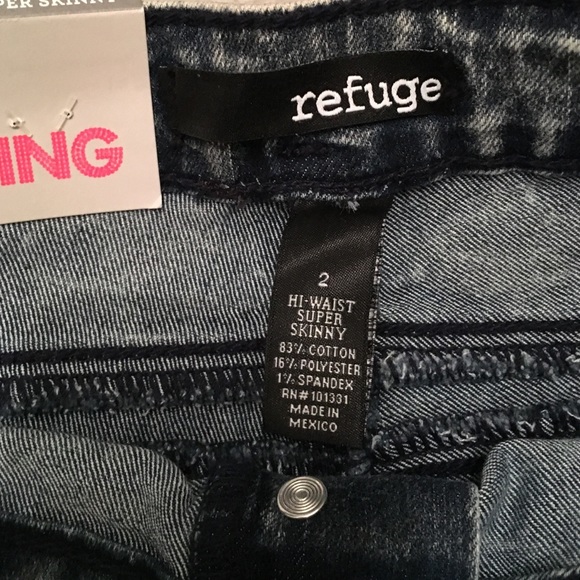 PER SKINNY
ING
refuge
2
HI-WAIST
SUPER
SKINNY
83% COTTON
16% POLYESTER
1% SPANDEX
RN# 101331
MADE IN
MEXICO